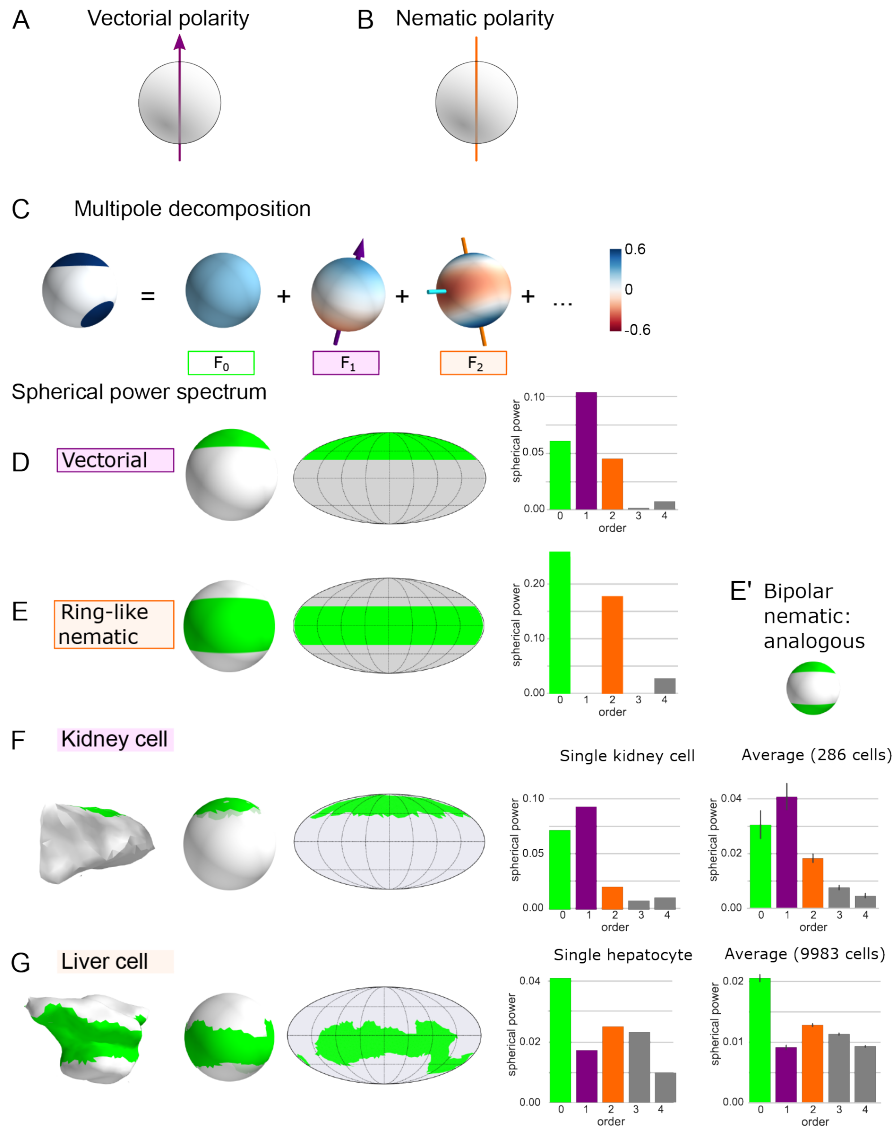 A Vectorial polarity
B Nematic polarity
C Multipole decomposition
= + + + ...
0.6
0.3
0
-0.3
-0.6
F0
F1
F2
Spherical power spectrum
D Vectorial
spherical power
0.10
0.05
0.00
0 1 2 3 4
order
E Ring-like
nematic
spherical power
0.20
0.10
0.00
0 1 2 3 4
order
E' Bipolar
nematic:
analogous
F Kidney cell
Single kidney cell
spherical power
0.10
0.05
0.00
0 1 2 3 4
order
Average (286 cells)
spherical power
0.04
0.02
0.00
0 1 2 3 4
order
G Liver cell
Single hepatocyte
spherical power
0.04
0.02
0.00
0 1 2 3 4
order
Average (9983 cells)
spherical power
0.02
0.01
0.00
0 1 2 3 4
order